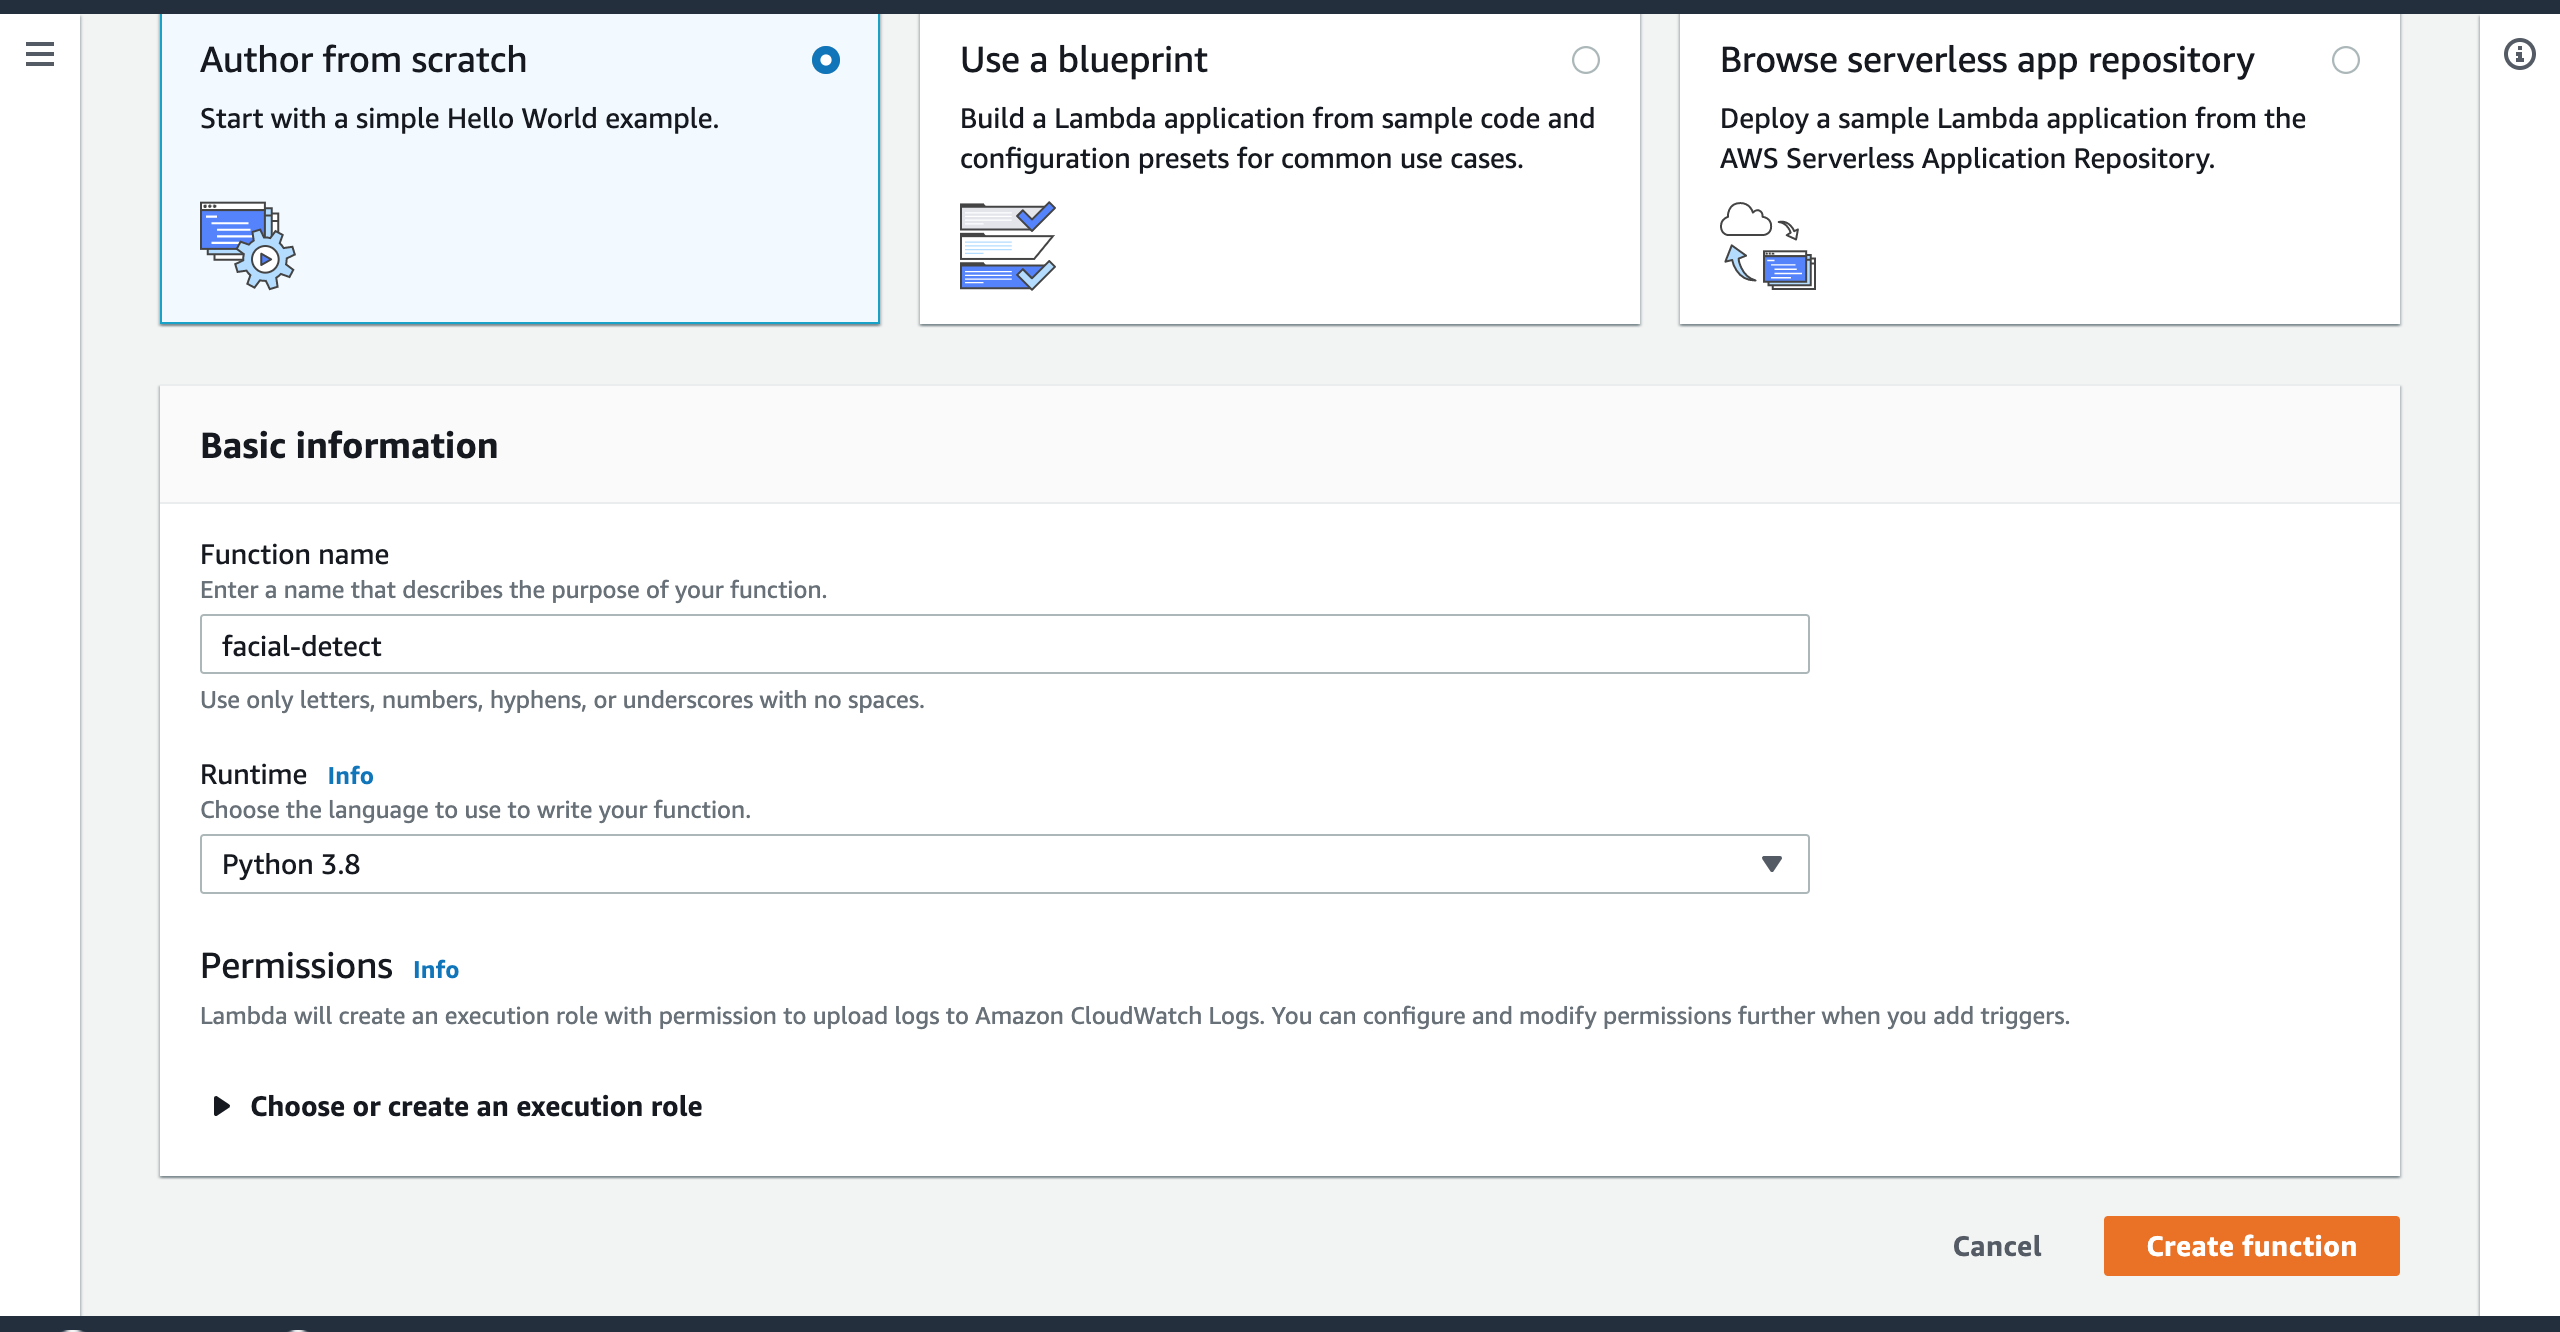 Author from scratch
Start with a simple Hello World example.
Use a blueprint
Build a Lambda application from sample code and
configuration presets for common use cases.
Browse serverless app repository
Deploy a sample Lambda application from the
AWS Serverless Application Repository.
Basic information
Function name
Enter a name that describes the purpose of your function.
facial-detect
Use only letters, numbers, hyphens, or underscores with no spaces.
Runtime Info
Choose the language to use to write your function.
Python 3.8
Permissions Info
Lambda will create an execution role with permission to upload logs to Amazon CloudWatch Logs. You can configure and modify permissions further when you add triggers.
Choose or create an execution role
Cancel
Create function